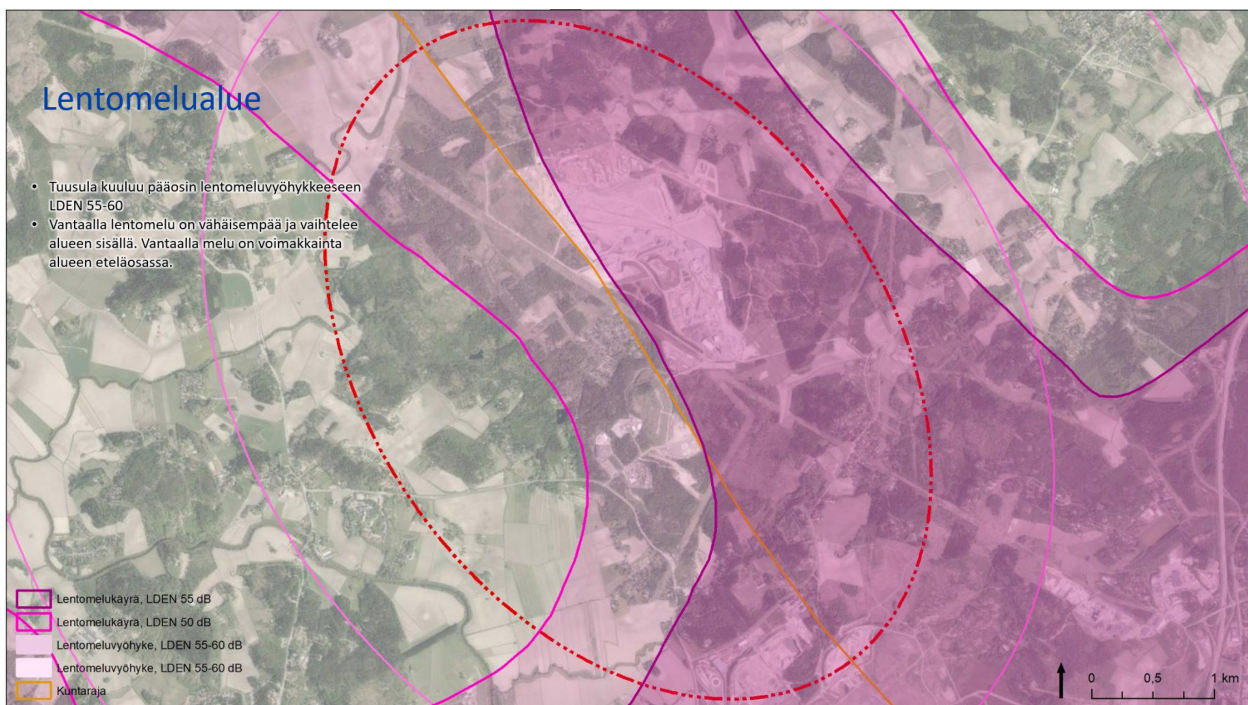 Lentomelualue
• Tuusula kuuluu pääosin lentomeluvyöhykkeeseen
LDEN 55-60
• Vantaalla lentomelu on vähäisempää ja vaihtelee
alueen sisällä. Vantaalla melu on voimakkainta
alueen eteläosassa.
Lentomelukäyrä, LDEN 55 dB
Lentomelukäyrä, LDEN 50 dB
Lentomeluvyöhyke, LDEN 55-60 dB
Lentomeluvyöhyke, LDEN 55-60 dB
Kuntaraja
0 0,5 1 km